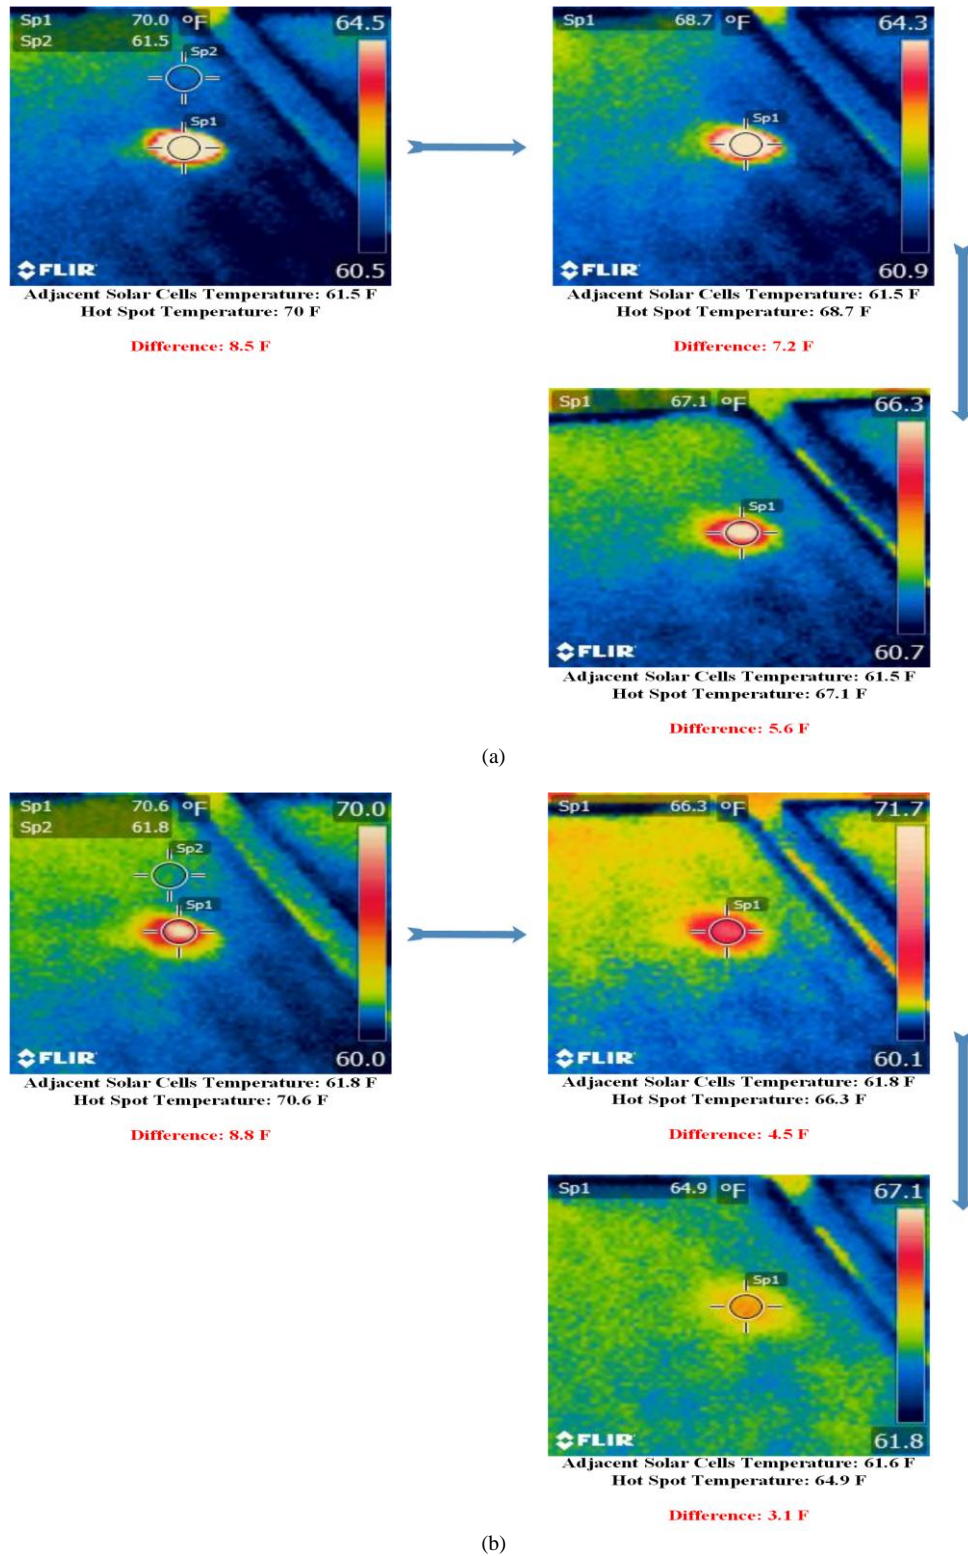 Sp1 70.0 °F 64.5
Sp2 61.5
Sp2
Sp1
FLIR 60.5
Adjacent Solar Cells Temperature: 61.5 F
Hot Spot Temperature: 70 F
Difference: 8.5 F
Sp1 68.7 °F 64.3
Sp1
FLIR 60.9
Adjacent Solar Cells Temperature: 61.5 F
Hot Spot Temperature: 68.7 F
Difference: 7.2 F
Sp1 67.1 °F 66.3
Sp1
FLIR 60.7
Adjacent Solar Cells Temperature: 61.5 F
Hot Spot Temperature: 67.1 F
Difference: 5.6 F
(a)
Sp1 70.6 °F 70.0
Sp2 61.8
Sp2
Sp1
FLIR 60.0
Adjacent Solar Cells Temperature: 61.8 F
Hot Spot Temperature: 70.6 F
Difference: 8.8 F
Sp1 66.3 °F 71.7
Sp1
FLIR 60.1
Adjacent Solar Cells Temperature: 61.8 F
Hot Spot Temperature: 66.3 F
Difference: 4.5 F
Sp1 64.9 °F 67.1
Sp1
FLIR 61.8
Adjacent Solar Cells Temperature: 61.6 F
Hot Spot Temperature: 64.9 F
Difference: 3.1 F
(b)